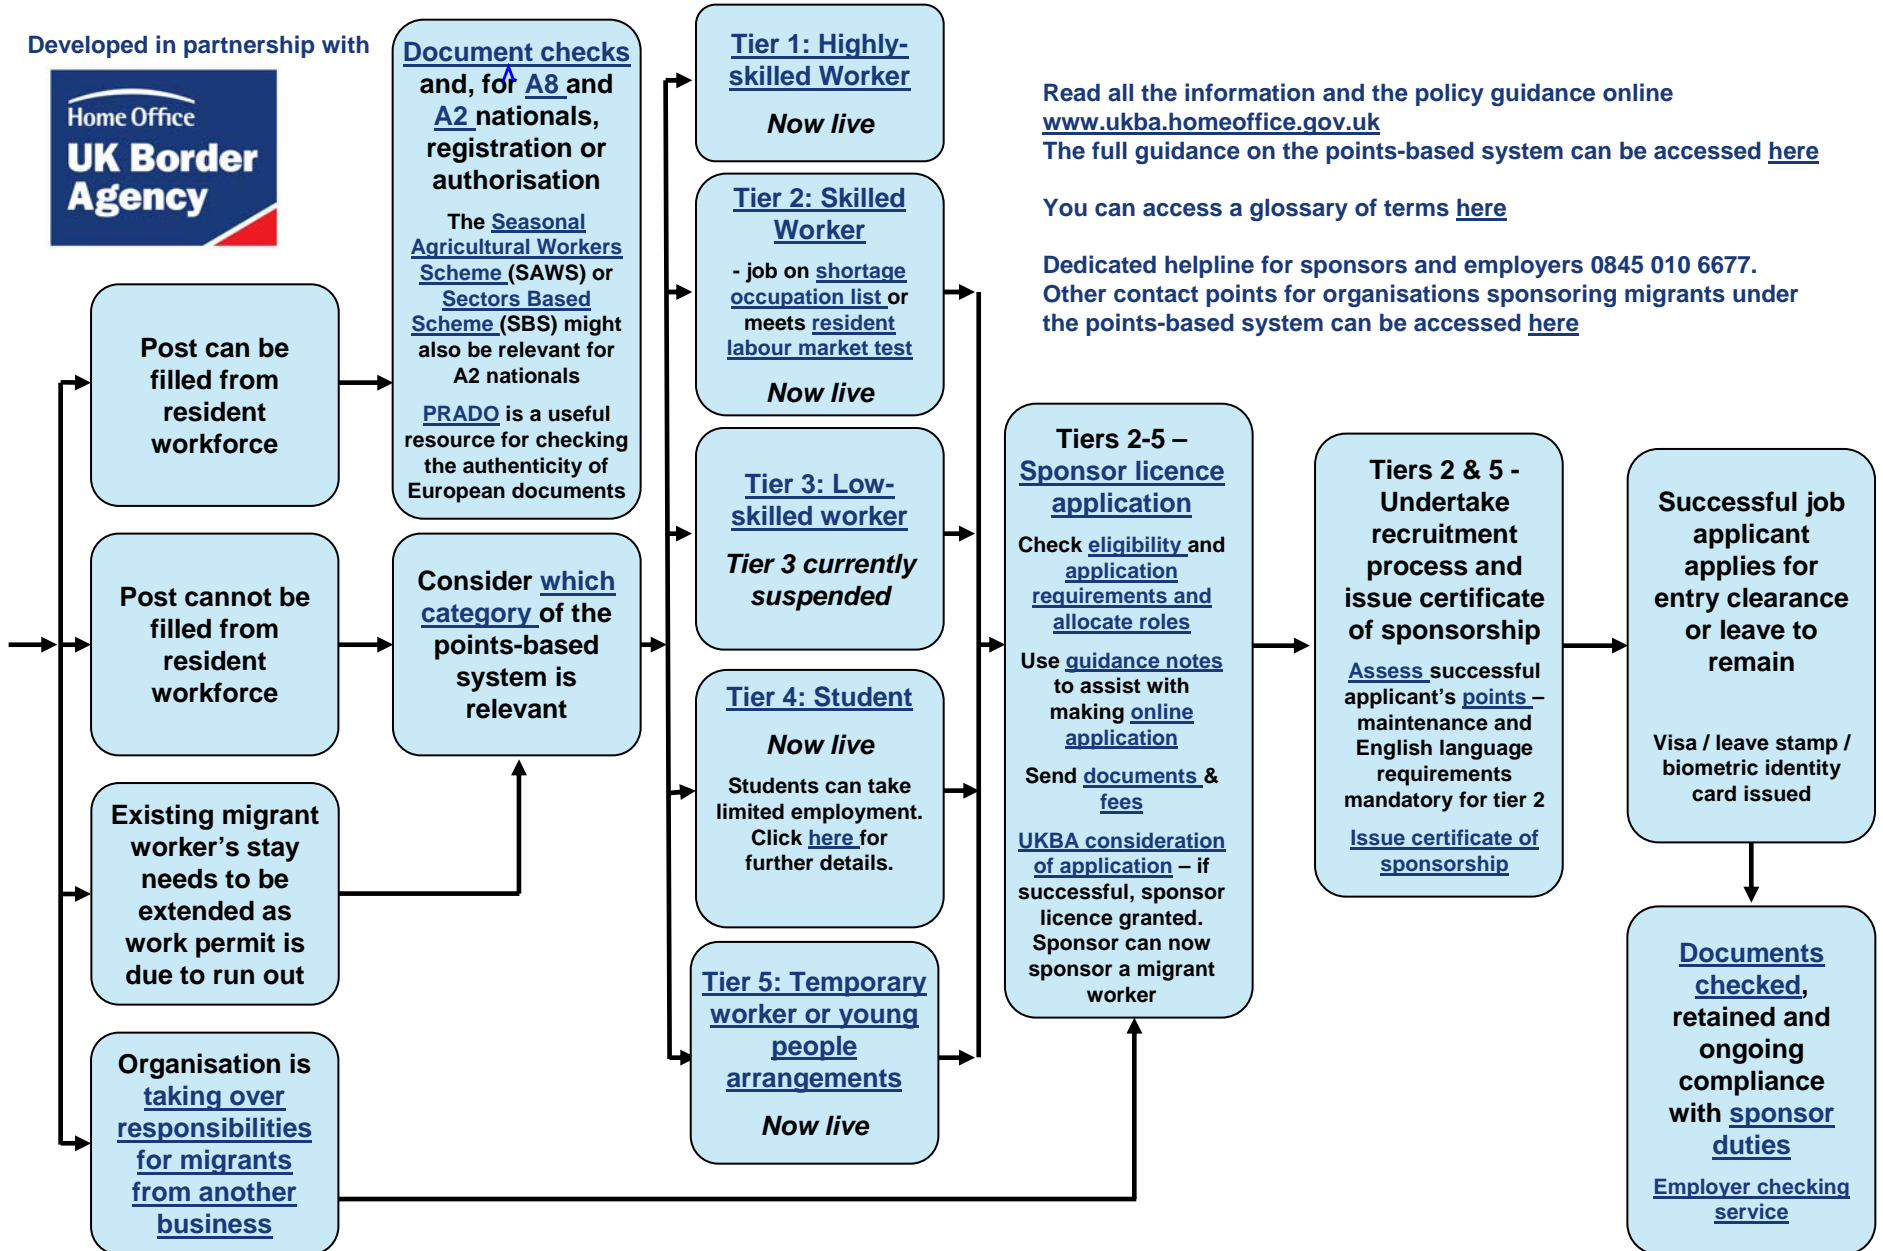 Developed in partnership with
Home Office
UK Border
Agency
Post can be
filled from
resident
workforce
Post cannot be
filled from
resident
workforce
Existing migrant
worker’s stay
needs to be
extended as
work permit is
due to run out
Organisation is
taking over
responsibilities
for migrants
from another
business
Document checks
and, for A8 and
A2 nationals,
registration or
authorisation
The Seasonal
Agricultural Workers
Scheme (SAWS) or
Sectors Based
Scheme (SBS) might
also be relevant for
A2 nationals
PRADO is a useful
resource for checking
the authenticity of
European documents
Consider which
category of the
points-based
system is
relevant
Tier 1: Highly-
skilled Worker
Now live
Tier 2: Skilled
Worker
- job on shortage
occupation list or
meets resident
labour market test
Now live
Tier 3: Low-
skilled worker
Tier 3 currently
suspended
Tier 4: Student
Now live
Students can take
limited employment.
Click here for
further details.
Tier 5: Temporary
worker or young
people
arrangements
Now live
Read all the information and the policy guidance online
www.ukba.homeoffice.gov.uk
The full guidance on the points-based system can be accessed here
You can access a glossary of terms here
Dedicated helpline for sponsors and employers 0845 010 6677.
Other contact points for organisations sponsoring migrants under
the points-based system can be accessed here
Tiers 2-5 –
Sponsor licence
application
Check eligibility and
application
requirements and
allocate roles
Use guidance notes
to assist with
making online
application
Send documents &
fees
UKBA consideration
of application – if
successful, sponsor
licence granted.
Sponsor can now
sponsor a migrant
worker
Tiers 2 & 5 -
Undertake
recruitment
process and
issue certificate
of sponsorship
Assess successful
applicant’s points –
maintenance and
English language
requirements
mandatory for tier 2
Issue certificate of
sponsorship
Successful job
applicant
applies for
entry clearance
or leave to
remain
Visa / leave stamp /
biometric identity
card issued
Documents
checked,
retained and
ongoing
compliance
with sponsor
duties
Employer checking
service